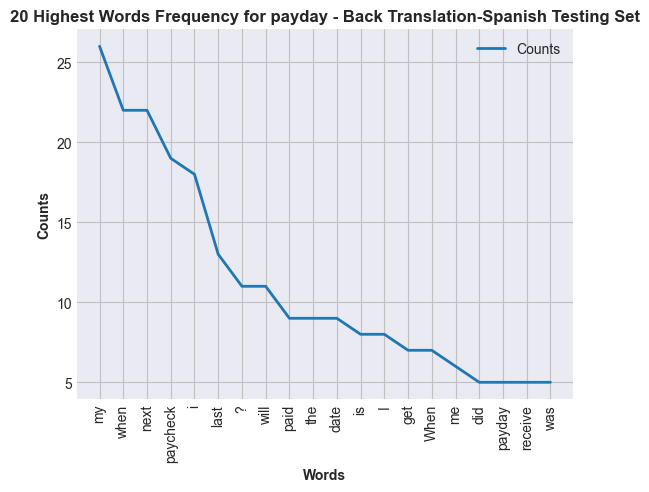 20 Highest Words Frequency for payday - Back Translation-Spanish Testing Set
Counts
25
20
15
10
5
Counts
my
when
next
paycheck
i
last
?
will
paid
the
date
is
I
get
When
me
did
payday
receive
was
Words